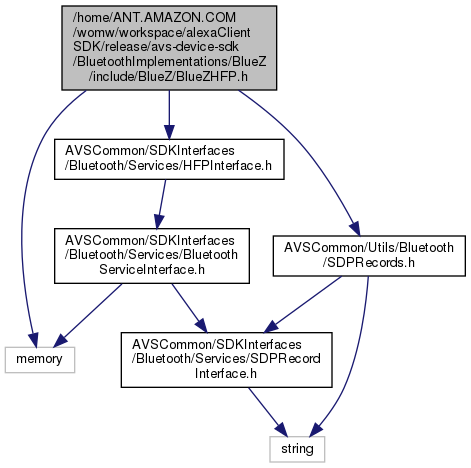 /home/ANT.AMAZON.COM
/womw/workspace/alexaClient
SDK/release/avs-device-sdk
/BluetoothImplementations/BlueZ
/include/BlueZ/BlueZHFP.h
AVSCommon/SDKInterfaces
/Bluetooth/Services/HFPInterface.h
AVSCommon/SDKInterfaces
/Bluetooth/Services/Bluetooth
ServiceInterface.h
AVSCommon/Utils/Bluetooth
/SDPRecords.h
memory
AVSCommon/SDKInterfaces
/Bluetooth/Services/SDPRecord
Interface.h
string